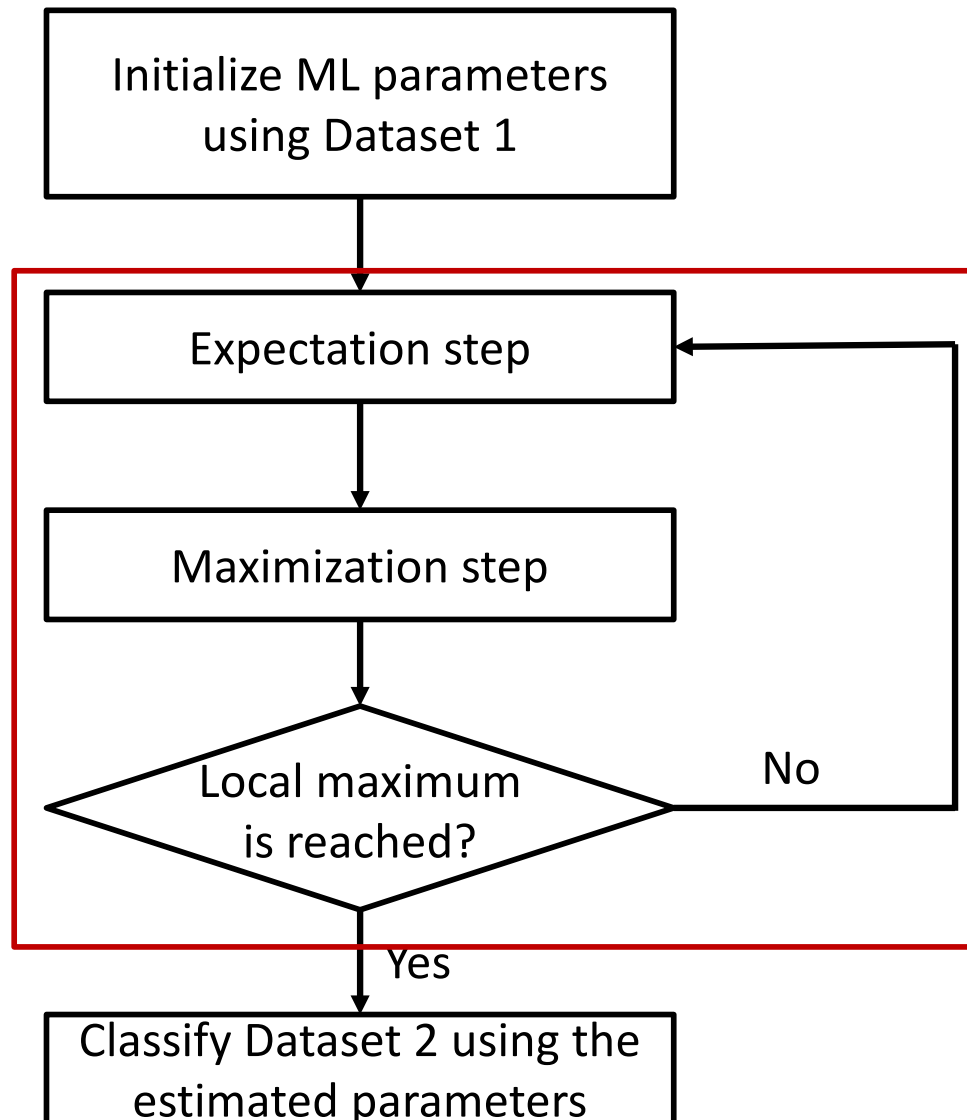 Initialize ML parameters
using Dataset 1
Expectation step
Maximization step
Local maximum
is reached?
No
Yes
Classify Dataset 2 using the
estimated parameters